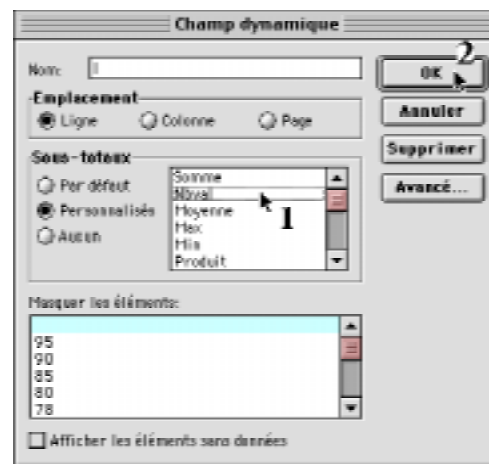 Champ dynamique
Nom:
OK
2
Emplacement
Ligne Colonne Page
Annuler
Sous-totaux
Supprimer
Par défaut
Personnalisés
Aucun
Somme
Nbval
Moyenne
Max
Min
Produit
1
Avancé...
Masquer les éléments:
95
90
85
80
78
Afficher les éléments sans données